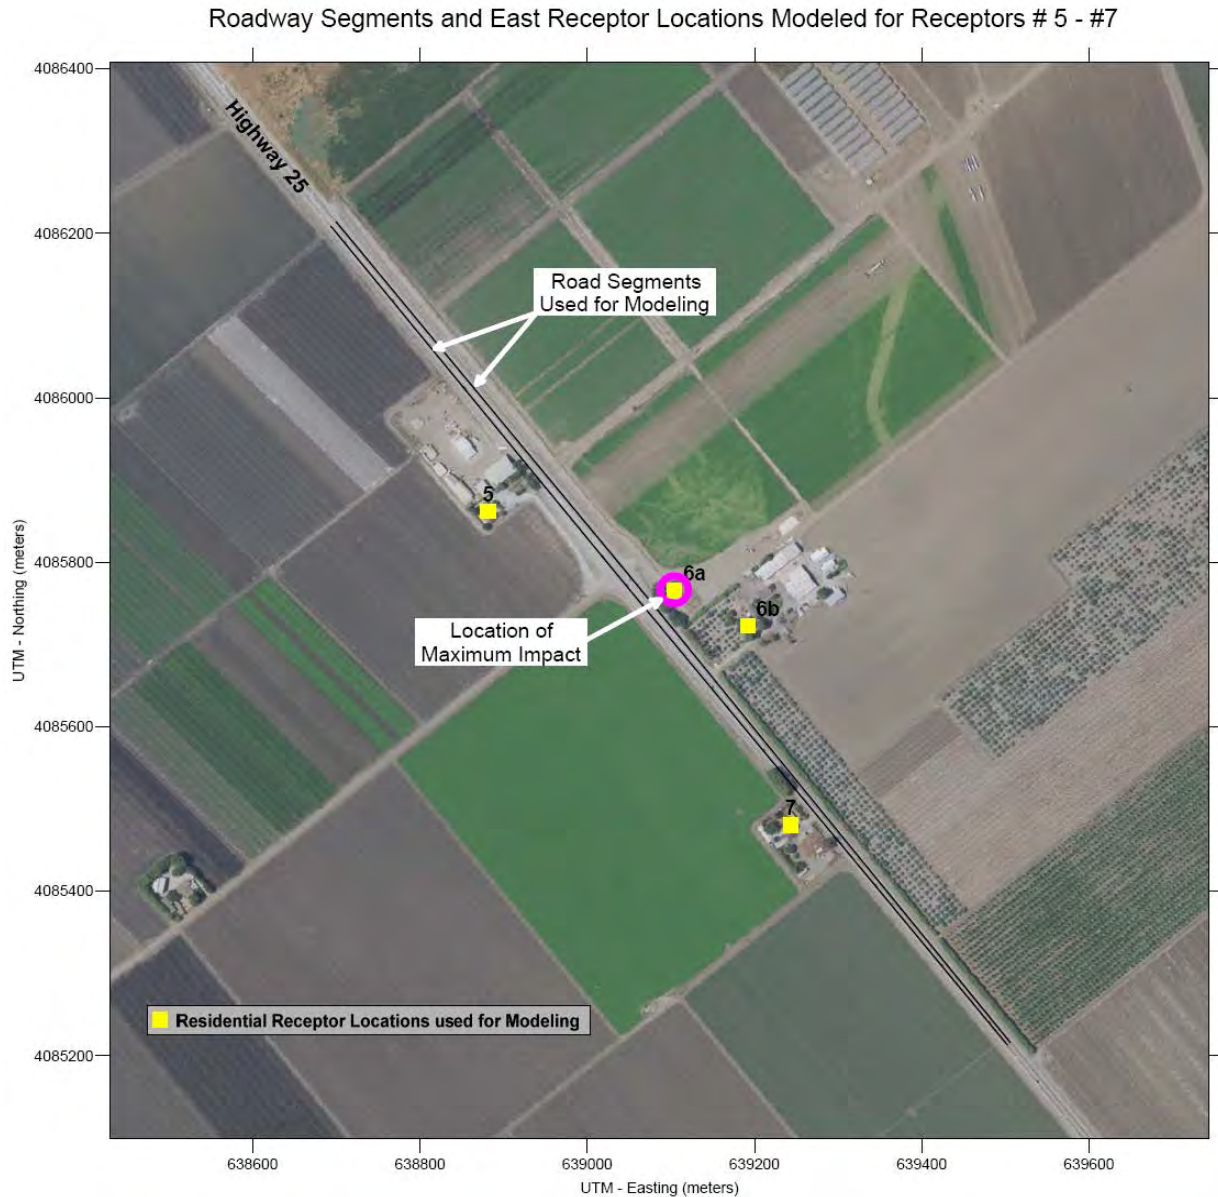 Roadway Segments and East Receptor Locations Modeled for Receptors # 5 - #7
4086400
Highway 25
4086200
Road Segments
Used for Modeling
4086000
5
4085800
6a
6b
Location of
Maximum Impact
UTM - Northing (meters)
4085600
7
4085400
Residential Receptor Locations used for Modeling
4085200
638600
638800
639000
639200
639400
639600
UTM - Easting (meters)